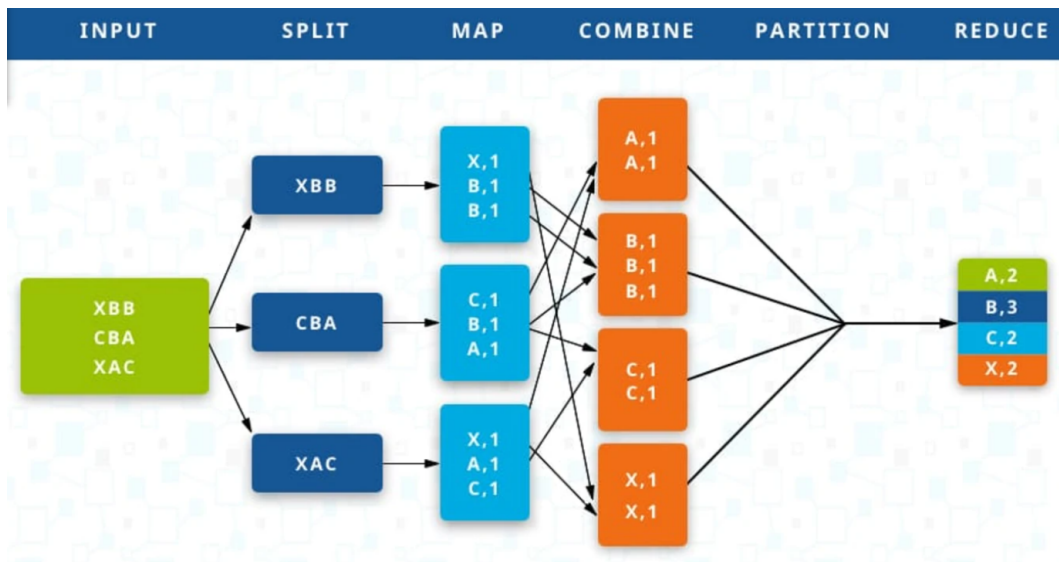 INPUT
SPLIT
MAP
COMBINE
PARTITION
REDUCE
XBB
CBA
XAC
XBB
CBA
XAC
X,1
B,1
B,1
C,1
B,1
A,1
X,1
A,1
C,1
A,1
A,1
B,1
B,1
B,1
C,1
C,1
X,1
X,1
A,2
B,3
C,2
X,2